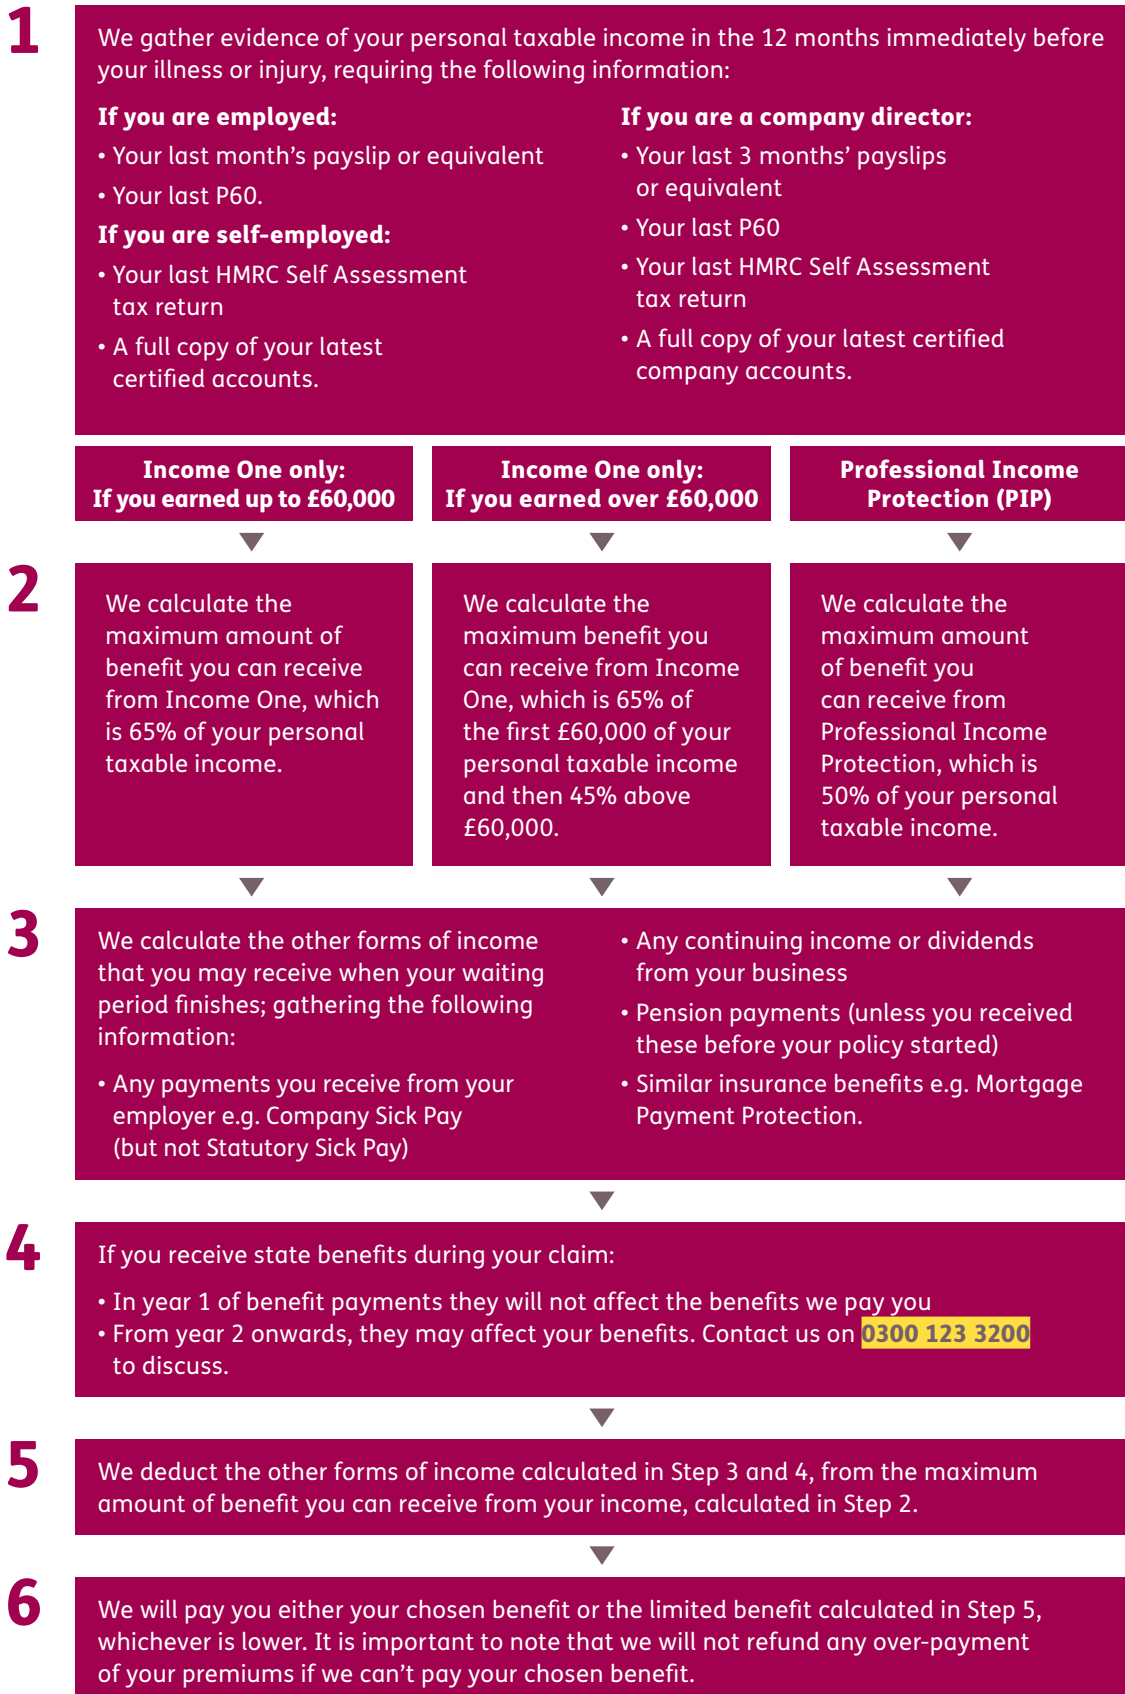 1
We gather evidence of your personal taxable income in the 12 months immediately before
your illness or injury, requiring the following information:
If you are employed:
• Your last month's payslip or equivalent
• Your last P60.
If you are self-employed:
• Your last HMRC Self Assessment
tax return
• A full copy of your latest
certified accounts.
If you are a company director:
• Your last 3 months' payslips
or equivalent
• Your last P60
• Your last HMRC Self Assessment
tax return
• A full copy of your latest certified
company accounts.
Income One only:
If you earned up to £60,000
Income One only:
If you earned over £60,000
Professional Income
Protection (PIP)
2
We calculate the
maximum amount of
benefit you can receive
from Income One, which
is 65% of your personal
taxable income.
We calculate the
maximum benefit you
can receive from Income
One, which is 65% of
the first £60,000 of your
personal taxable income
and then 45% above
£60,000.
We calculate the
maximum amount
of benefit you
can receive from
Professional Income
Protection, which is
50% of your personal
taxable income.
3
We calculate the other forms of income
that you may receive when your waiting
period finishes; gathering the following
information:
• Any payments you receive from your
employer e.g. Company Sick Pay
(but not Statutory Sick Pay)
• Any continuing income or dividends
from your business
• Pension payments (unless you received
these before your policy started)
• Similar insurance benefits e.g. Mortgage
Payment Protection.
4
If you receive state benefits during your claim:
• In year 1 of benefit payments they will not affect the benefits we pay you
• From year 2 onwards, they may affect your benefits. Contact us on 0300 123 3200
to discuss.
5
We deduct the other forms of income calculated in Step 3 and 4, from the maximum
amount of benefit you can receive from your income, calculated in Step 2.
6
We will pay you either your chosen benefit or the limited benefit calculated in Step 5,
whichever is lower. It is important to note that we will not refund any over-payment
of your premiums if we can't pay your chosen benefit.